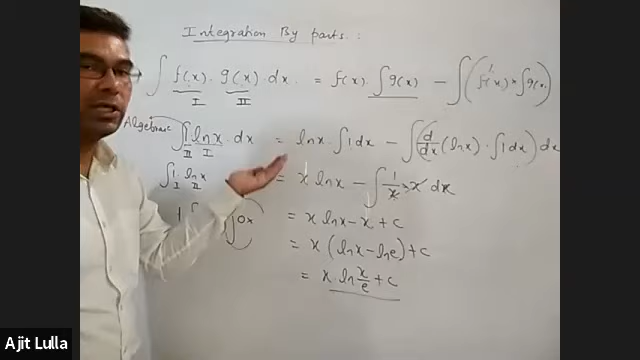 Integration By parts :
∫ f(x) . g(x) . dx = f(x) . ∫ g(x) − ∫ ( f'(x) × ∫ g(x) )
I II
Algebraic ∫ 1 ln x . dx = ln x . ∫ 1 dx − ∫ ( d/dx (ln x) . ∫ 1 dx ) dx
II I
∫ 1 . ln x = x ln x − ∫ 1/x × x dx
I II
= x ln x − x + c
= x ( ln x − ln e ) + c
= x . ln x/e + c
Ajit Lulla